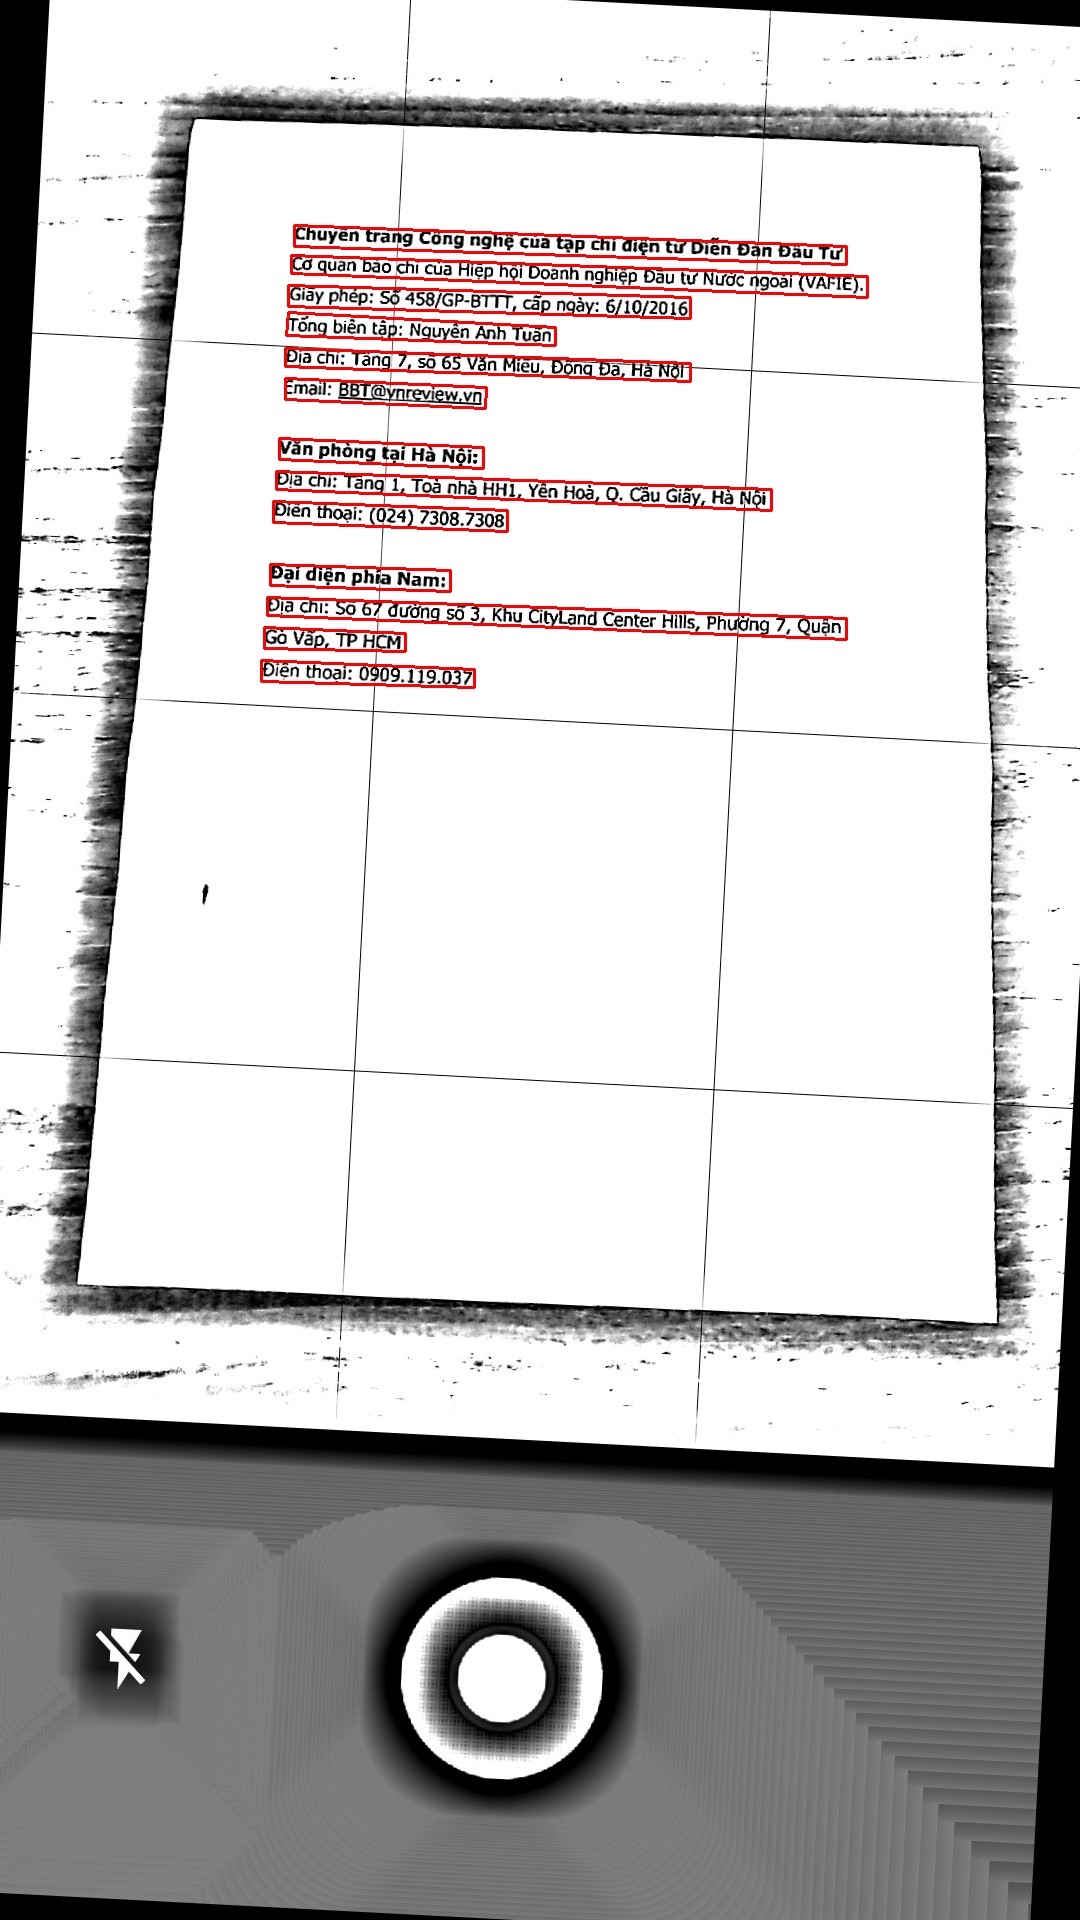 Chuyên trang Công nghệ của tạp chí điện tử Diễn Đàn Đầu Tư
Cơ quan báo chí của Hiệp hội Doanh nghiệp Đầu tư Nước ngoài (VAFIE).
Giấy phép: Số 458/GP-BTTT, cấp ngày: 6/10/2016
Tổng biên tập: Nguyễn Anh Tuấn
Địa chỉ: Tầng 7, số 65 Văn Miếu, Đống Đa, Hà Nội
Email: BBT@vnreview.vn
Văn phòng tại Hà Nội:
Địa chỉ: Tầng 1, Toà nhà HH1, Yên Hoà, Q. Cầu Giấy, Hà Nội
Điện thoại: (024) 7308.7308
Đại diện phía Nam:
Địa chỉ: Số 67 đường số 3, Khu CityLand Center Hills, Phường 7, Quận
Gò Vấp, TP HCM
Điện thoại: 0909.119.037